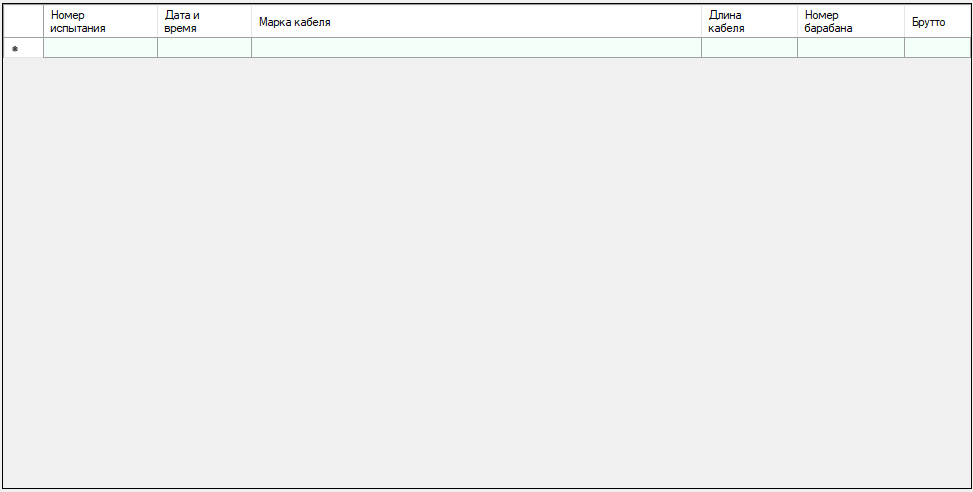 Номер
испытания
Дата и
время
Марка кабеля
Длина
кабеля
Номер
барабана
Брутто